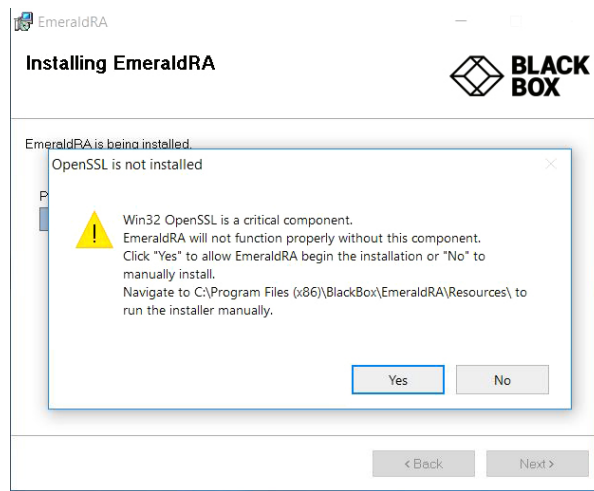 EmeraldRA
Installing EmeraldRA
BLACK
BOX
EmeraldRA is being installed.
OpenSSL is not installed
P
Win32 OpenSSL is a critical component.
EmeraldRA will not function properly without this component.
Click "Yes" to allow EmeraldRA begin the installation or "No" to
manually install.
Navigate to C:\Program Files (x86)\BlackBox\EmeraldRA\Resources\ to
run the installer manually.
Yes No
< Back Next >